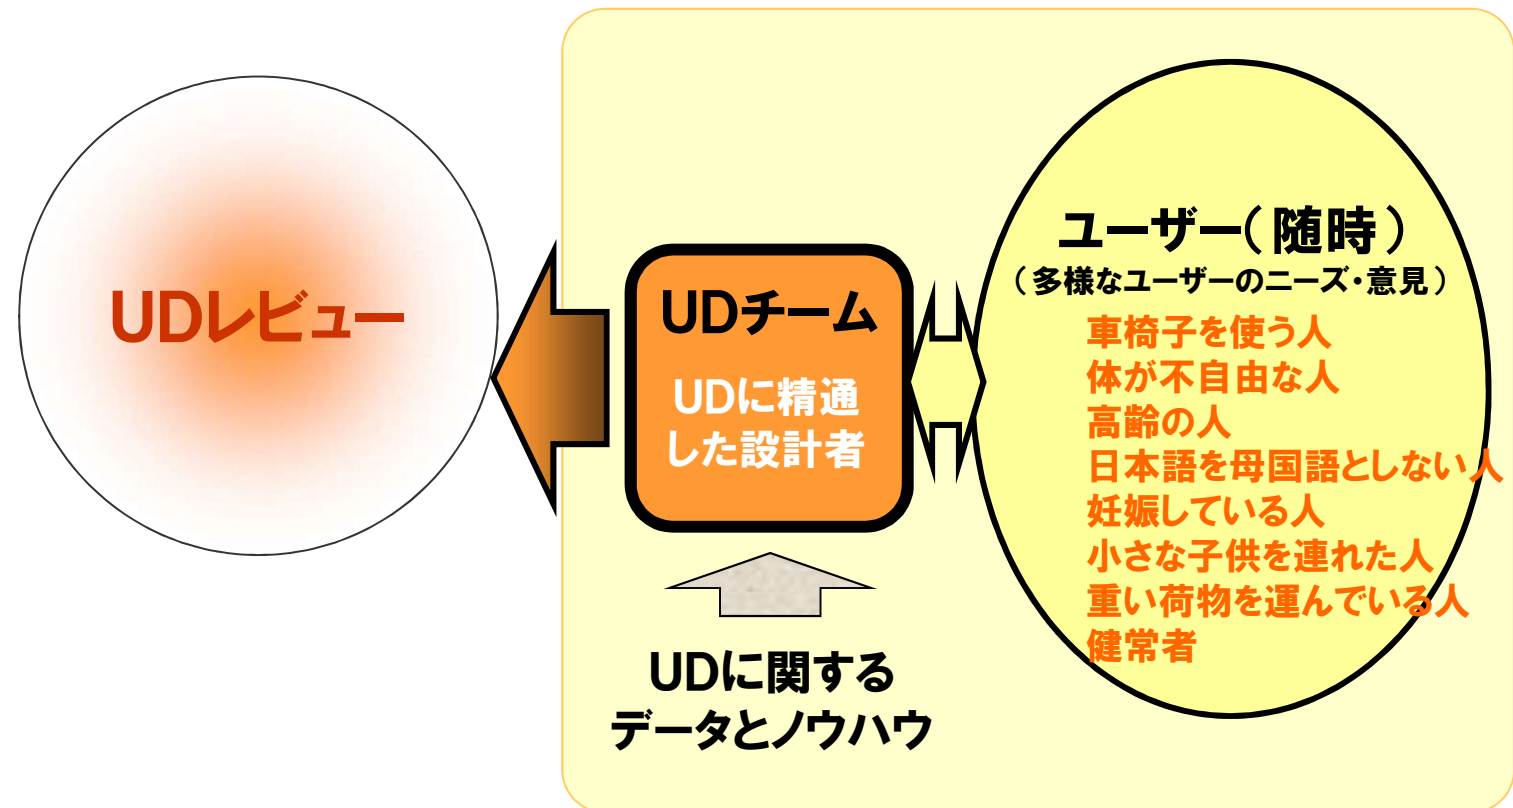 UDレビュー
UDチーム
UDに精通
した設計者
UDに関する
データとノウハウ
ユーザー（随時）
（多様なユーザーのニーズ・意見）
車椅子を使う人
体が不自由な人
高齢の人
日本語を母国語としない人
妊娠している人
小さな子供を連れた人
重い荷物を運んでいる人
健常者